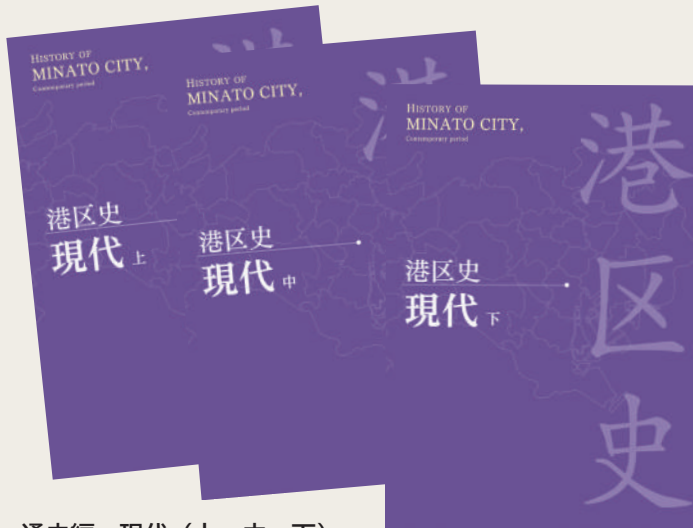 HISTORY OF
MINATO CITY,
Contemporary period
港区史
現代 上
HISTORY OF
MINATO CITY,
Contemporary period
港区史
現代 中
HISTORY OF
MINATO CITY,
Contemporary period
港区史
現代 下
港
区
史